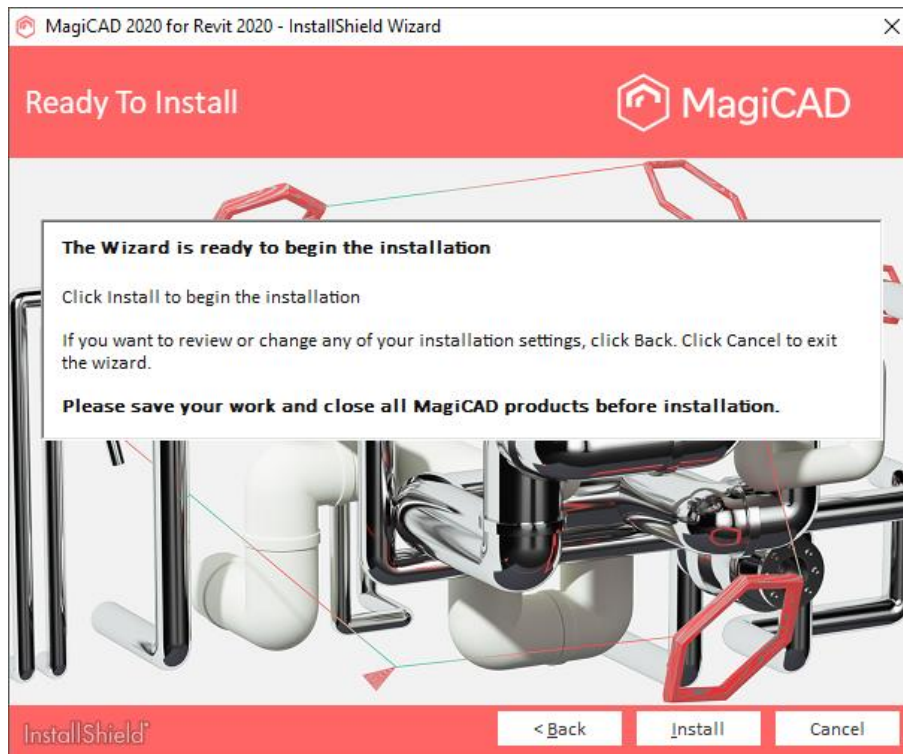 MagiCAD 2020 for Revit 2020 - InstallShield Wizard
Ready To Install
MagiCAD
The Wizard is ready to begin the installation
Click Install to begin the installation
If you want to review or change any of your installation settings, click Back. Click Cancel to exit
the wizard.
Please save your work and close all MagiCAD products before installation.
InstallShield
< Back
Install
Cancel